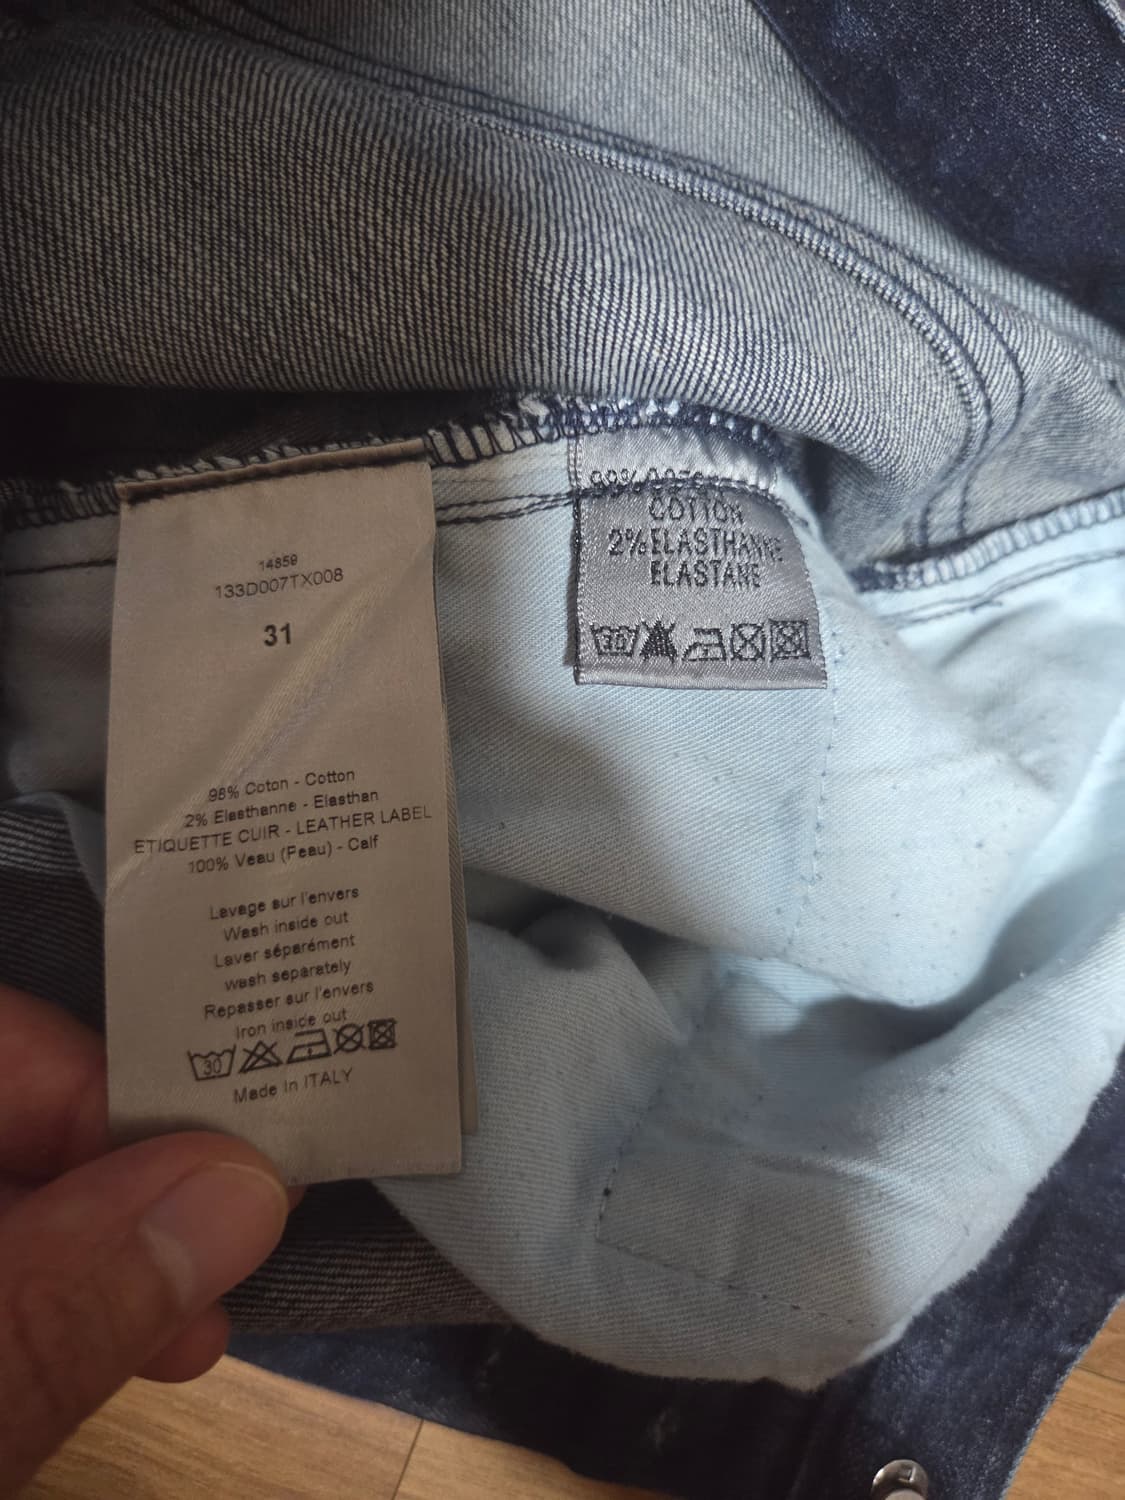 14859
133D007TX008
31
98% Coton - Cotton
2% Elasthanne - Elasthan
ETIQUETTE CUIR - LEATHER LABEL
100% Veau (Peau) - Calf
Lavage sur l'envers
Wash inside out
Laver séparément
wash separately
Repasser sur l'envers
Iron inside out
30
Made in ITALY
98% COTON
COTTON
2% ELASTHANNE
ELASTANE
30